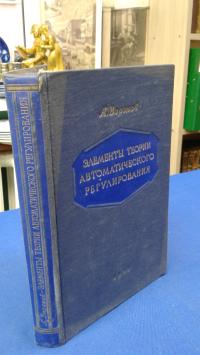 А. Воронов
ЭЛЕМЕНТЫ ТЕОРИИ
АВТОМАТИЧЕСКОГО
РЕГУЛИРОВАНИЯ
ЭЛЕМЕНТЫ ТЕОРИИ АВТОМАТИЧЕСКОГО РЕГУЛИРОВАНИЯ